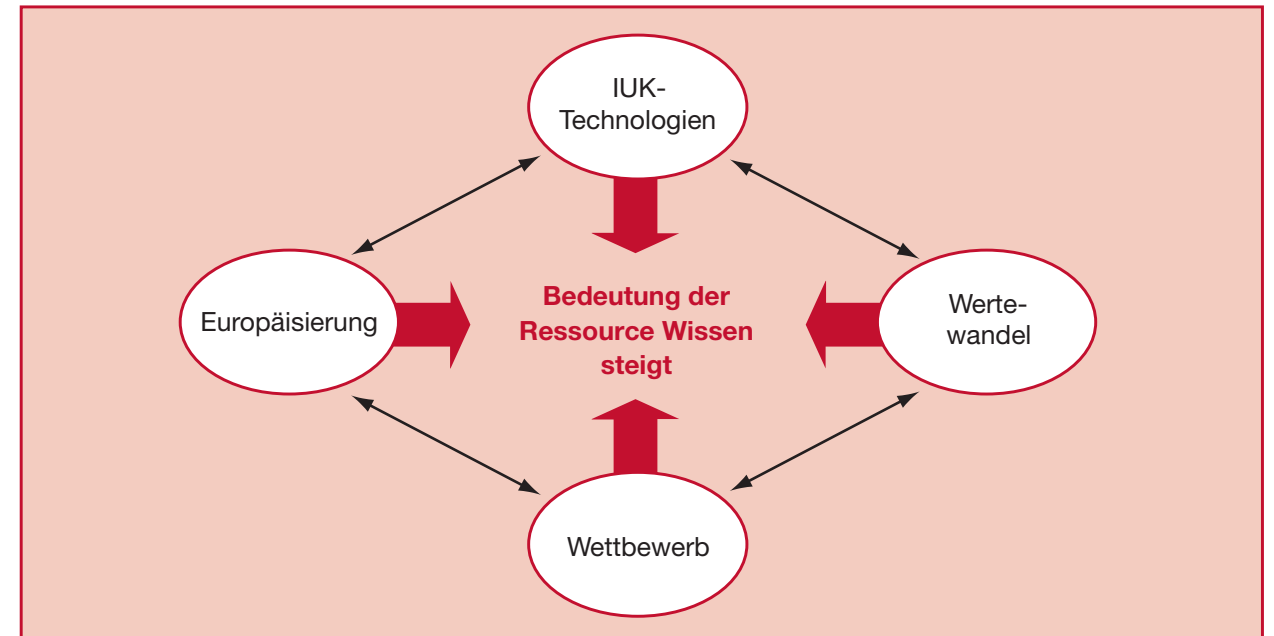 IUK-
Technologien
Europäisierung
Bedeutung der
Ressource Wissen
steigt
Werte-
wandel
Wettbewerb